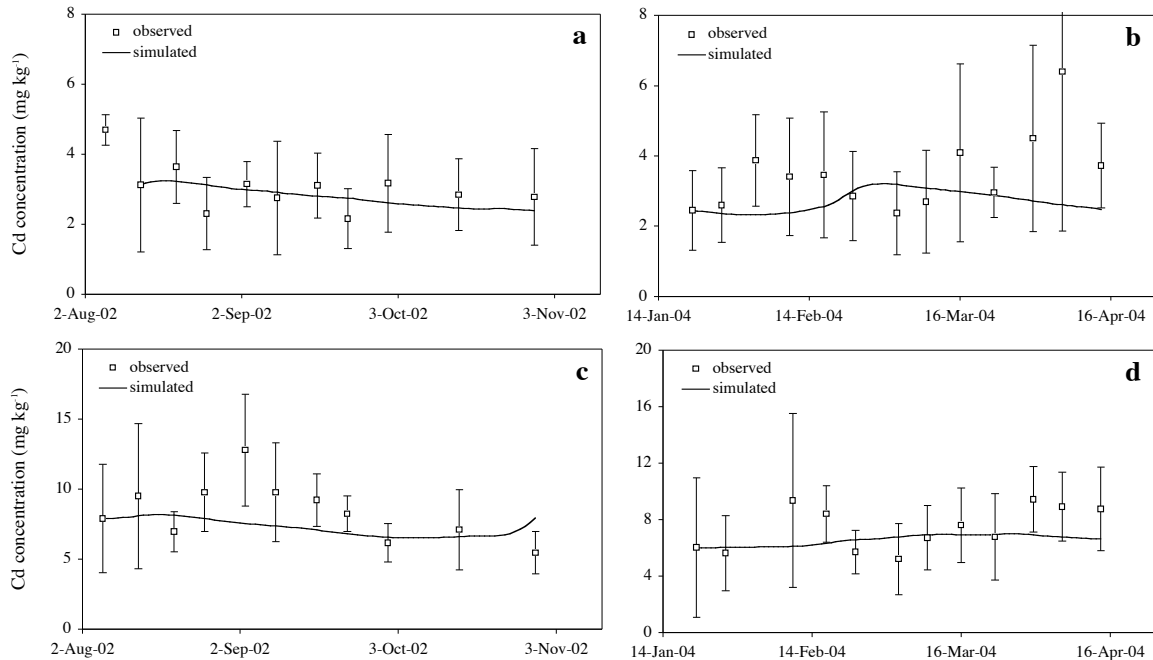 8
observed
simulated
a
6
4
2
0
Cd concentration (mg kg⁻¹)
2-Aug-02 2-Sep-02 3-Oct-02 3-Nov-02
8
observed
simulated
b
6
4
2
0
14-Jan-04 14-Feb-04 16-Mar-04 16-Apr-04
20
observed
simulated
c
15
10
5
0
Cd concentration (mg kg⁻¹)
2-Aug-02 2-Sep-02 3-Oct-02 3-Nov-02
20
observed
simulated
d
16
12
8
4
0
14-Jan-04 14-Feb-04 16-Mar-04 16-Apr-04